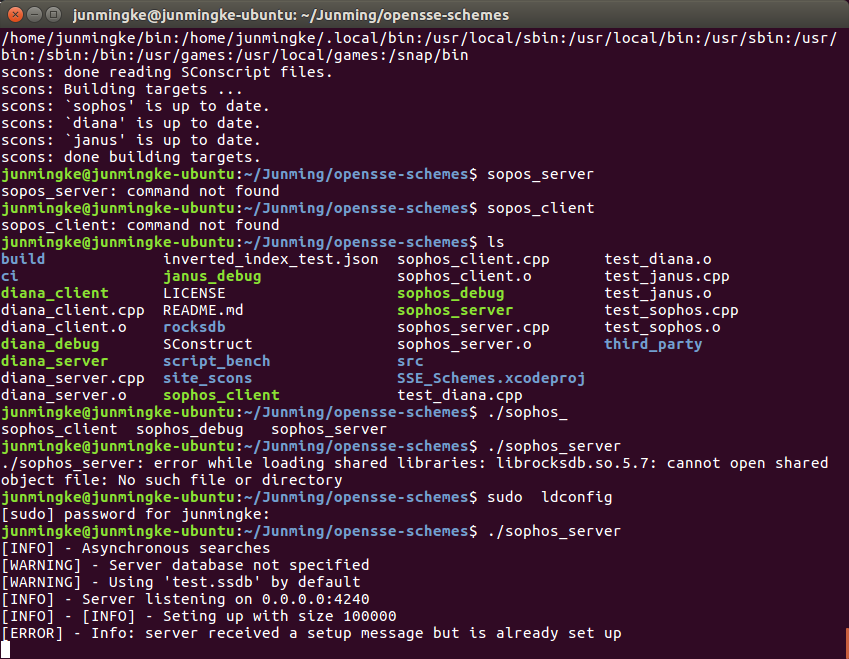 junmingke@junmingke-ubuntu: ~/Junming/opensse-schemes
/home/junmingke/bin:/home/junmingke/.local/bin:/usr/local/sbin:/usr/local/bin:/usr/sbin:/usr/
bin:/sbin:/bin:/usr/games:/usr/local/games:/snap/bin
scons: done reading SConscript files.
scons: Building targets ...
scons: `sophos' is up to date.
scons: `diana' is up to date.
scons: `janus' is up to date.
scons: done building targets.
junmingke@junmingke-ubuntu:~/Junming/opensse-schemes$ sopos_server
sopos_server: command not found
junmingke@junmingke-ubuntu:~/Junming/opensse-schemes$ sopos_client
sopos_client: command not found
junmingke@junmingke-ubuntu:~/Junming/opensse-schemes$ ls
build inverted_index_test.json sophos_client.cpp test_diana.o
ci janus_debug sophos_client.o test_janus.cpp
diana_client LICENSE sophos_debug test_janus.o
diana_client.cpp README.md sophos_server test_sophos.cpp
diana_client.o rocksdb sophos_server.cpp test_sophos.o
diana_debug SConstruct sophos_server.o third_party
diana_server script_bench src
diana_server.cpp site_scons SSE_Schemes.xcodeproj
diana_server.o sophos_client test_diana.cpp
junmingke@junmingke-ubuntu:~/Junming/opensse-schemes$ ./sophos_
sophos_client sophos_debug sophos_server
junmingke@junmingke-ubuntu:~/Junming/opensse-schemes$ ./sophos_server
./sophos_server: error while loading shared libraries: librocksdb.so.5.7: cannot open shared
object file: No such file or directory
junmingke@junmingke-ubuntu:~/Junming/opensse-schemes$ sudo  ldconfig
[sudo] password for junmingke:
junmingke@junmingke-ubuntu:~/Junming/opensse-schemes$ ./sophos_server
[INFO] - Asynchronous searches
[WARNING] - Server database not specified
[WARNING] - Using 'test.ssdb' by default
[INFO] - Server listening on 0.0.0.0:4240
[INFO] - [INFO] - Seting up with size 100000
[ERROR] - Info: server received a setup message but is already set up